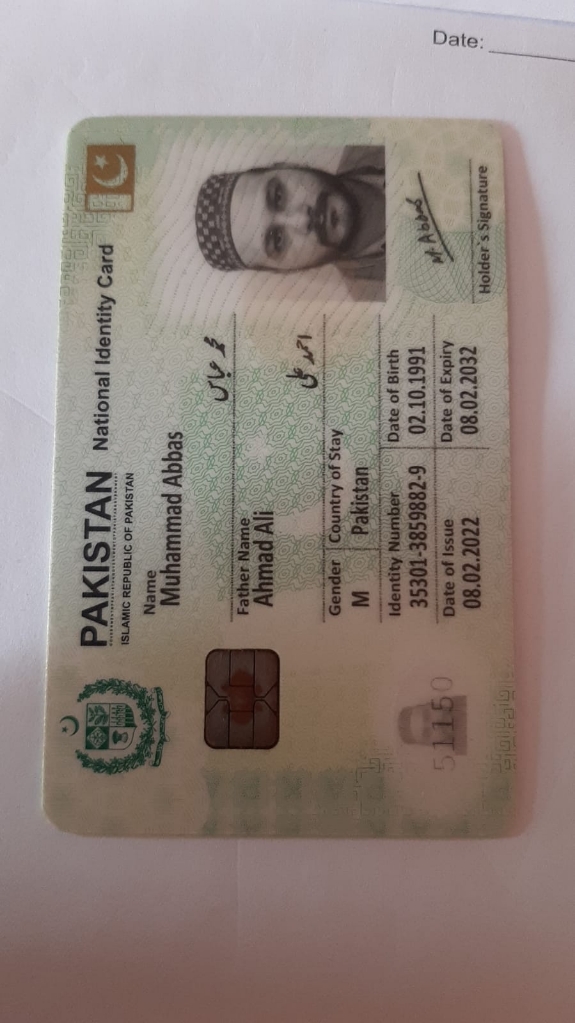 Date:
PAKISTAN National Identity Card
ISLAMIC REPUBLIC OF PAKISTAN
Name
Muhammad Abbas
محمد عباس
Father Name
Ahmad Ali
احمد علی
Gender Country of Stay
M Pakistan
Identity Number Date of Birth
35301-3859882-9 02.10.1991
Date of Issue Date of Expiry
08.02.2022 08.02.2032
M. Abbas
Holder's Signature
51150